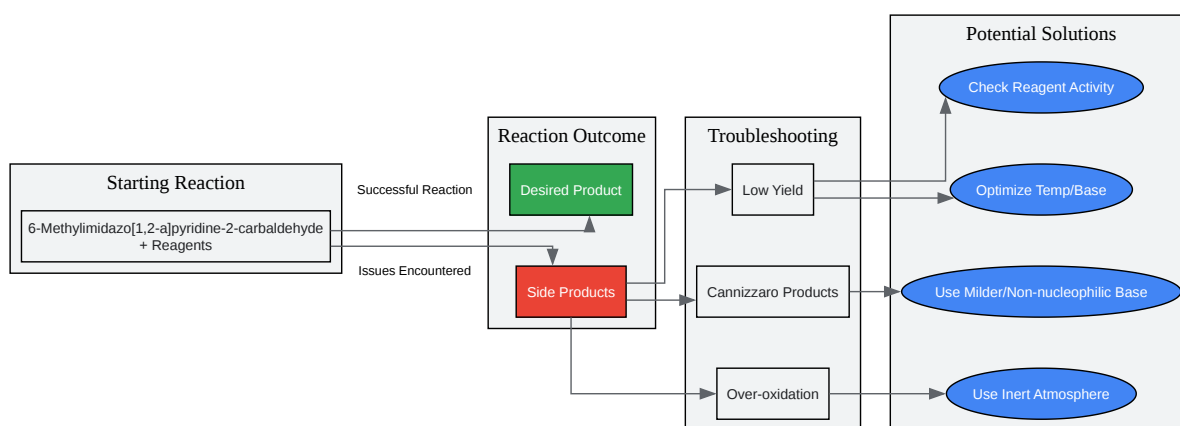 Starting Reaction
6-Methylimidazo[1,2-a]pyridine-2-carbaldehyde
+ Reagents
Successful Reaction
Issues Encountered
Reaction Outcome
Desired Product
Side Products
Troubleshooting
Low Yield
Cannizzaro Products
Over-oxidation
Potential Solutions
Check Reagent Activity
Optimize Temp/Base
Use Milder/Non-nucleophilic Base
Use Inert Atmosphere